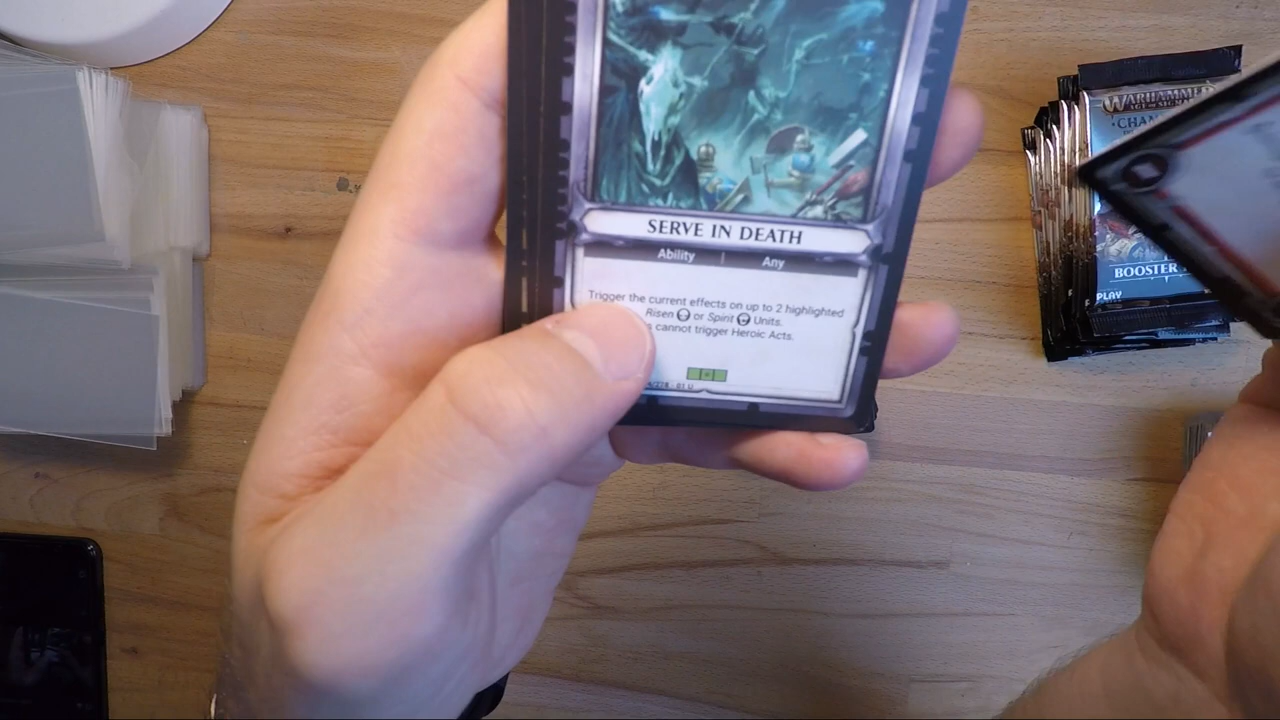 SERVE IN DEATH
Ability | Any
Trigger the current effects on up to 2 highlighted
Risen or Spirit Units.
cannot trigger Heroic Acts.
WARHAMMER
BOOSTER
PLAY